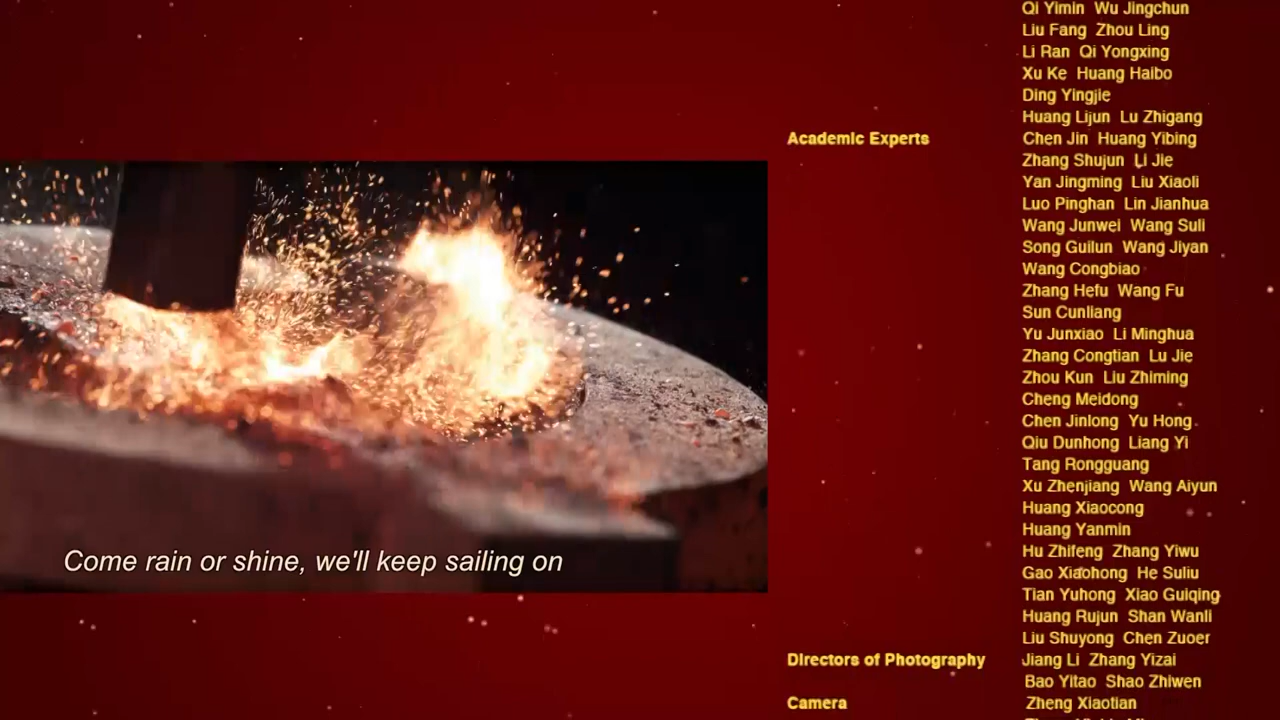 Qi Yimin Wu Jingchun
Liu Fang Zhou Ling
Li Ran Qi Yongxing
Xu Ke Huang Haibo
Ding Yingjie
Huang Lijun Lu Zhigang
Academic Experts Chen Jin Huang Yibing
Zhang Shujun Li Jie
Yan Jingming Liu Xiaoli
Luo Pinghan Lin Jianhua
Wang Junwei Wang Suli
Song Guilun Wang Jiyan
Wang Congbiao
Zhang Hefu Wang Fu
Sun Cunliang
Yu Junxiao Li Minghua
Zhang Congtian Lu Jie
Zhou Kun Liu Zhiming
Cheng Meidong
Chen Jinlong Yu Hong
Qiu Dunhong Liang Yi
Tang Rongguang
Xu Zhenjiang Wang Aiyun
Huang Xiaocong
Huang Yanmin
Hu Zhifeng Zhang Yiwu
Gao Xiaohong He Suliu
Tian Yuhong Xiao Guiqing
Huang Rujun Shan Wanli
Liu Shuyong Chen Zuoer
Directors of Photography Jiang Li Zhang Yizai
Bao Yitao Shao Zhiwen
Camera Zheng Xiaotian
Come rain or shine, we'll keep sailing on